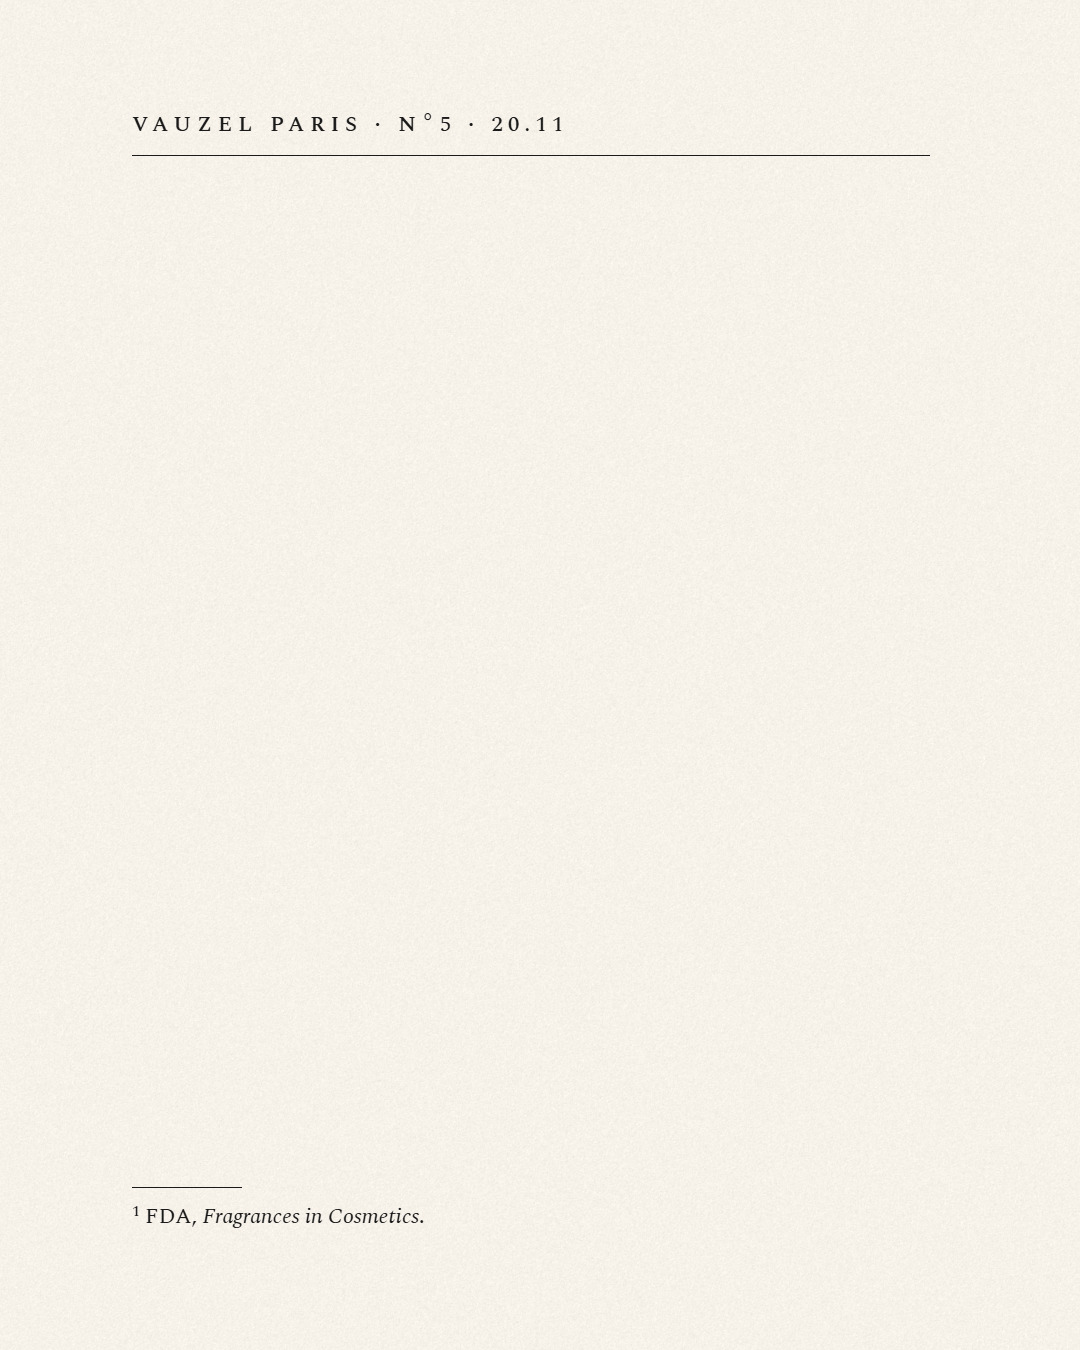 VAUZEL PARIS · N°5 · 20.11
¹ FDA, Fragrances in Cosmetics.